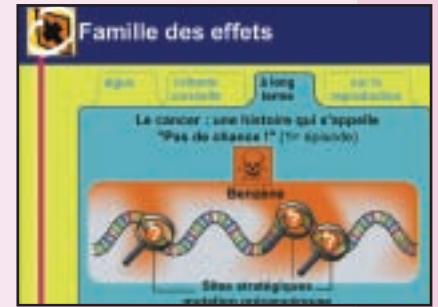 Famille des effets
aigus
à long
sur la
terme
reproduction
Le cancer : une histoire qui s'appelle
"Pas de chance !" (1er épisode)
Benzène
Sites stratégiques
mutation